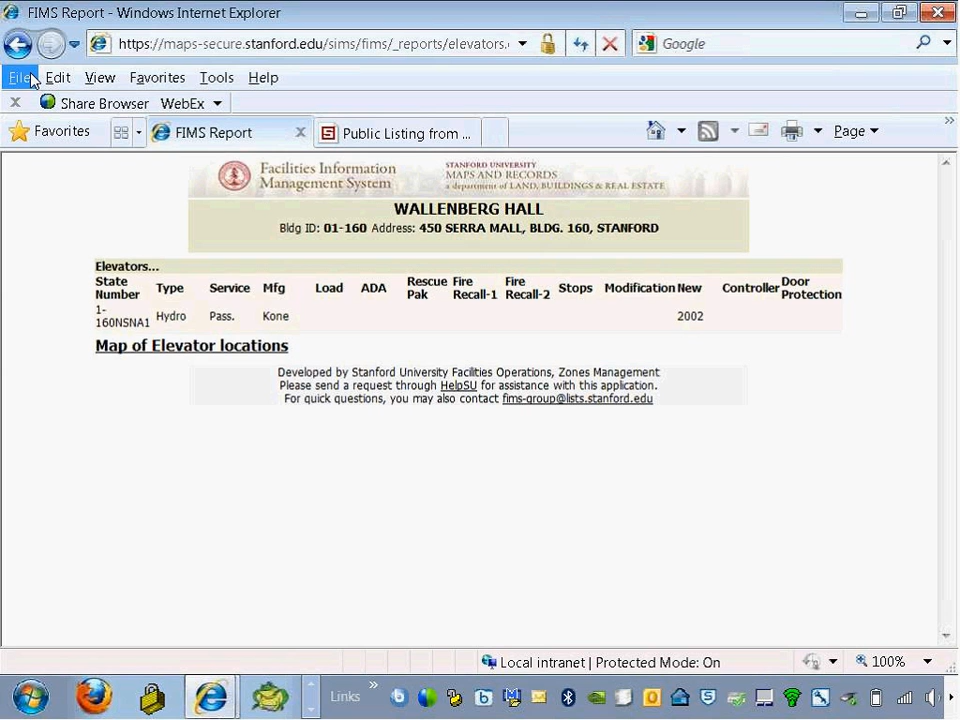 FIMS Report - Windows Internet Explorer
https://maps-secure.stanford.edu/sims/fims/_reports/elevators.
Google
File Edit View Favorites Tools Help
x Share Browser WebEx
Favorites FIMS Report x Public Listing from ... Page
Facilities Information
Management System
STANFORD UNIVERSITY
MAPS AND RECORDS
a department of LAND, BUILDINGS & REAL ESTATE
WALLENBERG HALL
Bldg ID: 01-160 Address: 450 SERRA MALL, BLDG. 160, STANFORD
Elevators...
State Number Type Service Mfg Load ADA Rescue Pak Fire Recall-1 Fire Recall-2 Stops Modification New Controller Door Protection
1-160NSNA1 Hydro Pass. Kone 2002
Map of Elevator locations
Developed by Stanford University Facilities Operations, Zones Management
Please send a request through HelpSU for assistance with this application.
For quick questions, you may also contact fims-group@lists.stanford.edu
Local intranet | Protected Mode: On 100%
Links